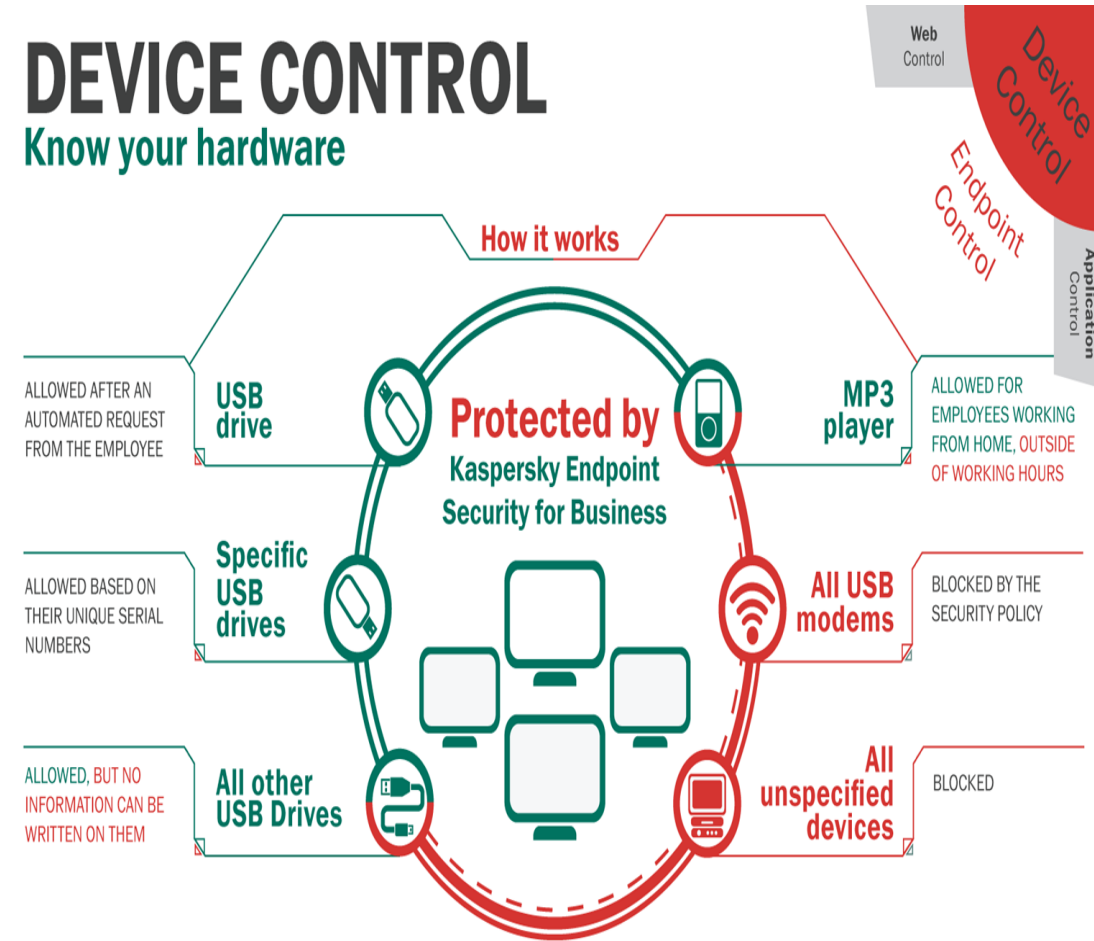 DEVICE CONTROL
Know your hardware
Web
Control
Device
Control
Endpoint
Control
Application
Control
How it works
ALLOWED AFTER AN
AUTOMATED REQUEST
FROM THE EMPLOYEE
USB
drive
Protected by
Kaspersky Endpoint
Security for Business
MP3
player
ALLOWED FOR
EMPLOYEES WORKING
FROM HOME, OUTSIDE
OF WORKING HOURS
ALLOWED BASED ON
THEIR UNIQUE SERIAL
NUMBERS
Specific
USB
drives
All USB
modems
BLOCKED BY THE
SECURITY POLICY
ALLOWED, BUT NO
INFORMATION CAN BE
WRITTEN ON THEM
All other
USB Drives
All
unspecified
devices
BLOCKED